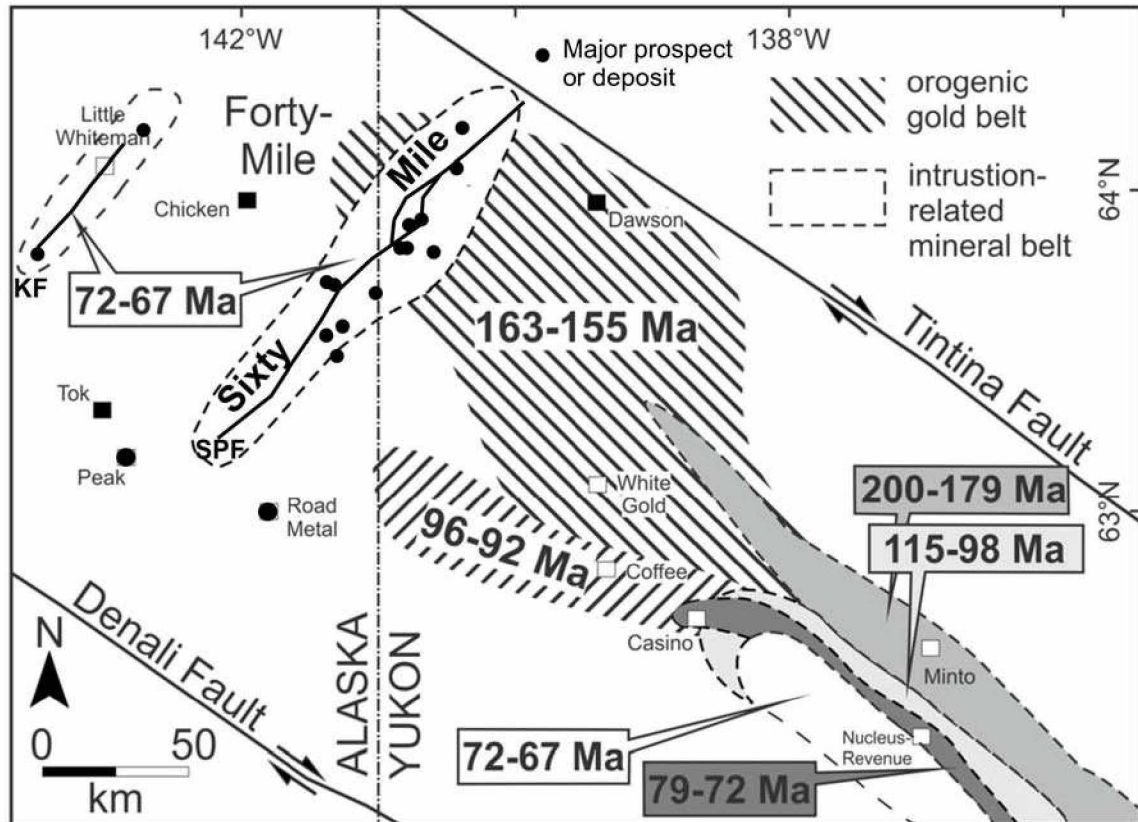 142°W
138°W
Major prospect
or deposit
orogenic
gold belt
intrustion-
related
mineral belt
Little
Whiteman
Forty-
Mile
Mile
64°N
Chicken
Dawson
KF
72-67 Ma
163-155 Ma
Tintina Fault
Sixty
Tok
SPF
Peak
Road
Metal
White
Gold
200-179 Ma
63°N
115-98 Ma
96-92 Ma
Coffee
Denali Fault
ALASKA
YUKON
Casino
Minto
N
0 50
km
72-67 Ma
Nucleus-
Revenue
79-72 Ma